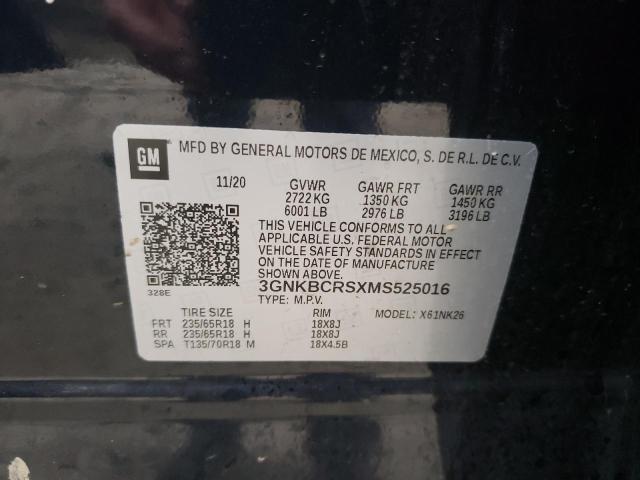 GM
MFD BY GENERAL MOTORS DE MEXICO, S. DE R.L. DE C.V.
11/20 GVWR GAWR FRT GAWR RR
2722 KG 1350 KG 1450 KG
6001 LB 2976 LB 3196 LB
THIS VEHICLE CONFORMS TO ALL
APPLICABLE U.S. FEDERAL MOTOR
VEHICLE SAFETY STANDARDS IN EFFECT
ON THE DATE OF MANUFACTURE
SHOWN ABOVE.
328E
3GNKBCRSXMS525016
TYPE: M.P.V. MODEL: X61NK26
TIRE SIZE RIM
FRT 235/65R18 H 18X8J
RR 235/65R18 H 18X8J
SPA T135/70R18 M 18X4.5B